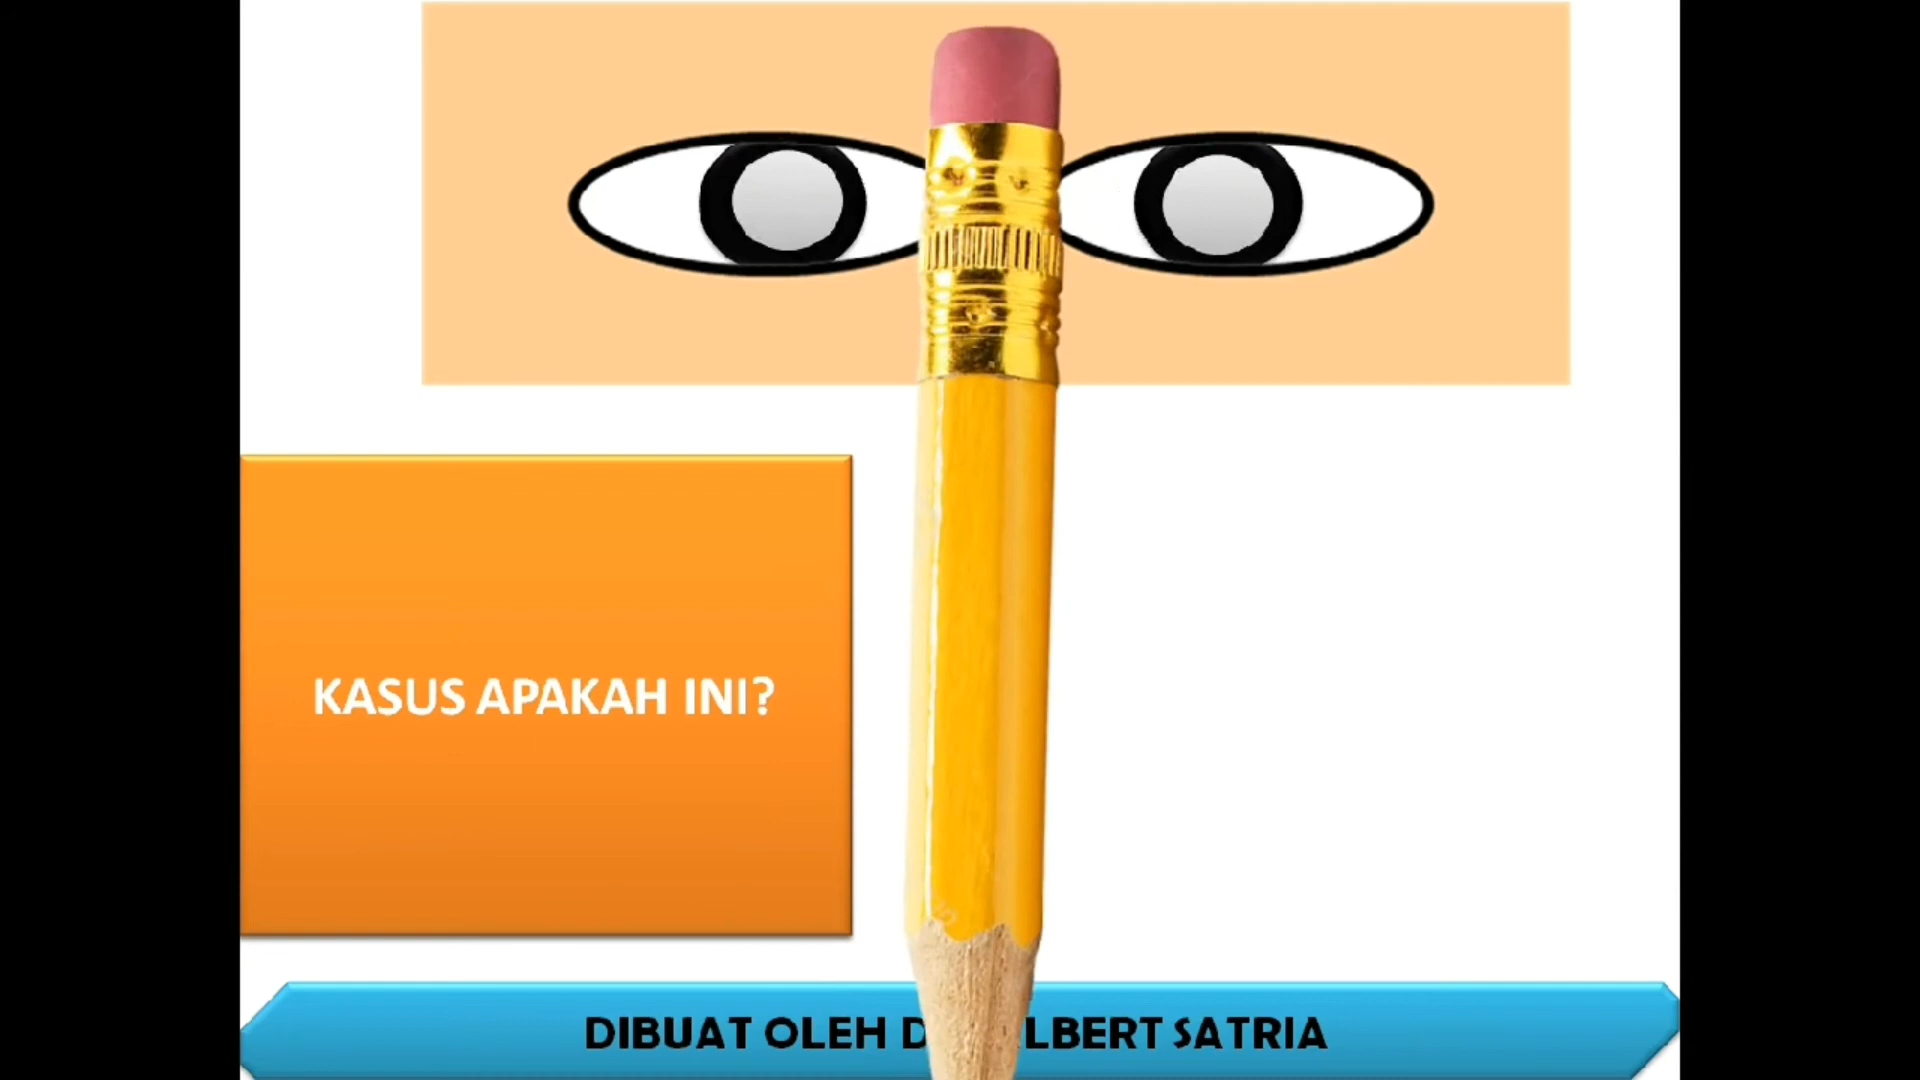 KASUS APAKAH INI?
DIBUAT OLEH D LBERT SATRIA